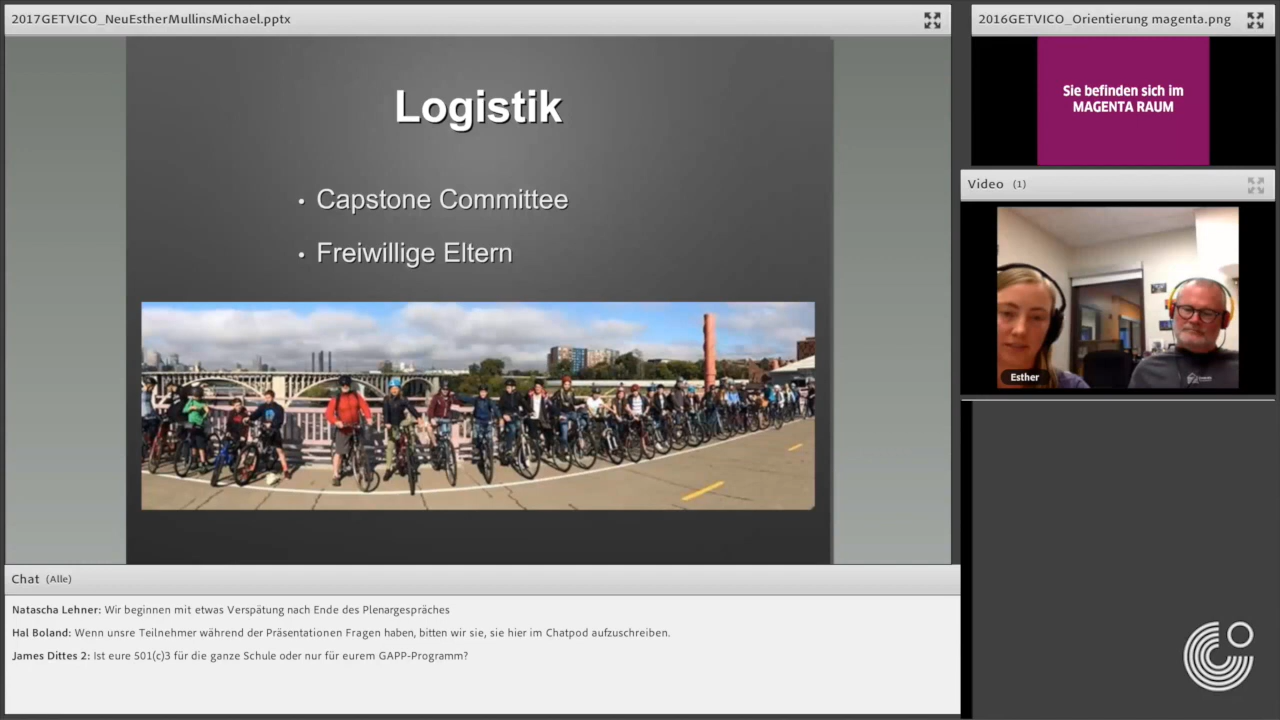 2017GETVICO_NeuEstherMullinsMichael.pptx
Logistik
• Capstone Committee
• Freiwillige Eltern
2016GETVICO_Orientierung magenta.png
Sie befinden sich im
MAGENTA RAUM
Video (1)
Esther
Chat (Alle)
Natascha Lehner: Wir beginnen mit etwas Verspätung nach Ende des Plenargespräches
Hal Boland: Wenn unsre Teilnehmer während der Präsentationen Fragen haben, bitten wir sie, sie hier im Chatpod aufzuschreiben.
James Dittes 2: Ist eure 501(c)3 für die ganze Schule oder nur für eurem GAPP-Programm?